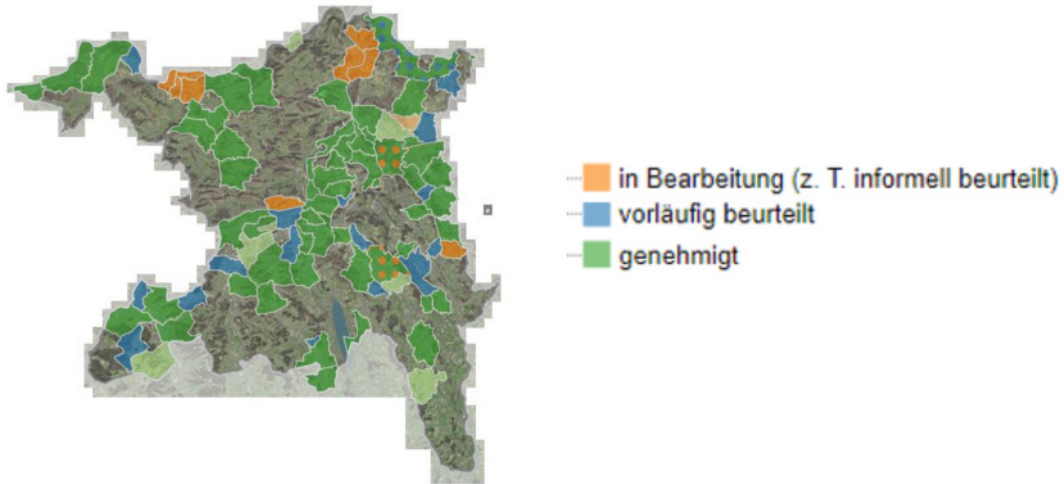 in Bearbeitung (z. T. informell beurteilt)
vorläufig beurteilt
genehmigt